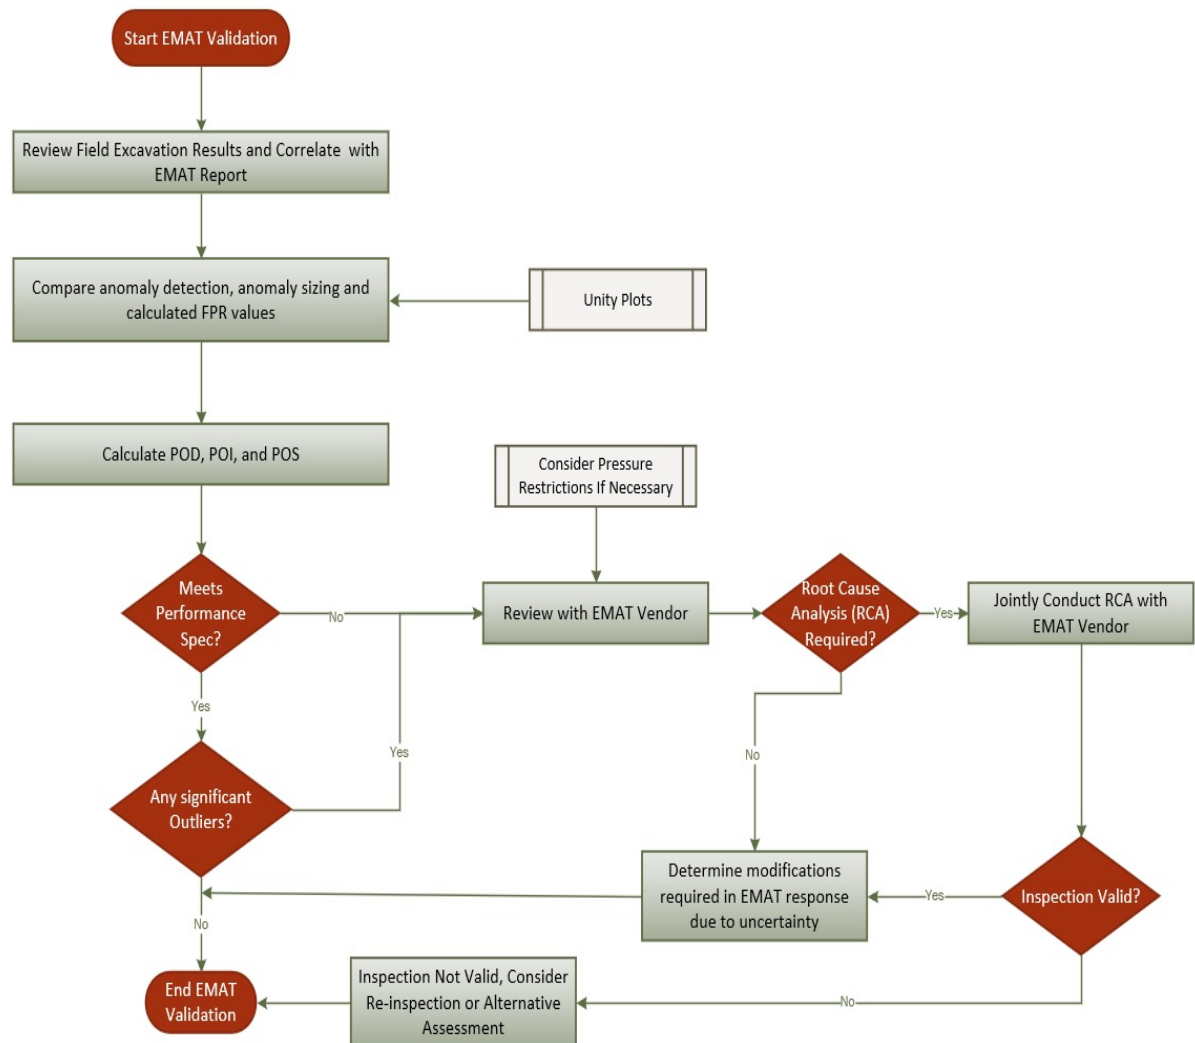 Start EMAT Validation
Review Field Excavation Results and Correlate with
EMAT Report
Compare anomaly detection, anomaly sizing and
calculated FPR values
Unity Plots
Calculate POD, POI, and POS
Consider Pressure
Restrictions If Necessary
Meets
Performance
Spec?
No
Review with EMAT Vendor
Root Cause
Analysis (RCA)
Required?
Yes
Jointly Conduct RCA with
EMAT Vendor
Yes
Yes
No
Any significant
Outliers?
Determine modifications
required in EMAT response
due to uncertainty
Yes
Inspection Valid?
No
End EMAT
Validation
Inspection Not Valid, Consider
Re-inspection or Alternative
Assessment
No